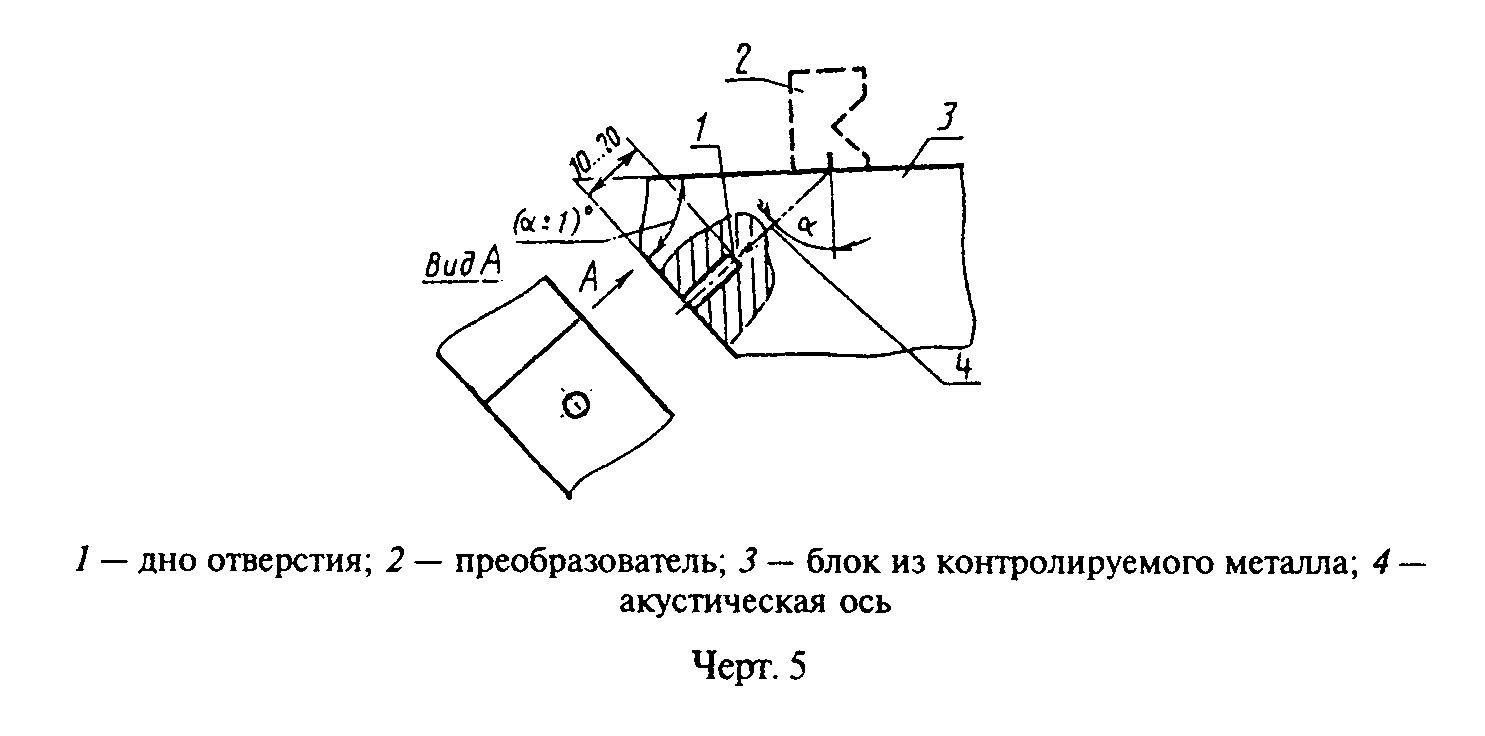 2
1
3
10...20
(α±1)°
α
Вид А
А
4
1 — дно отверстия; 2 — преобразователь; 3 — блок из контролируемого металла; 4 —
акустическая ось
Черт. 5